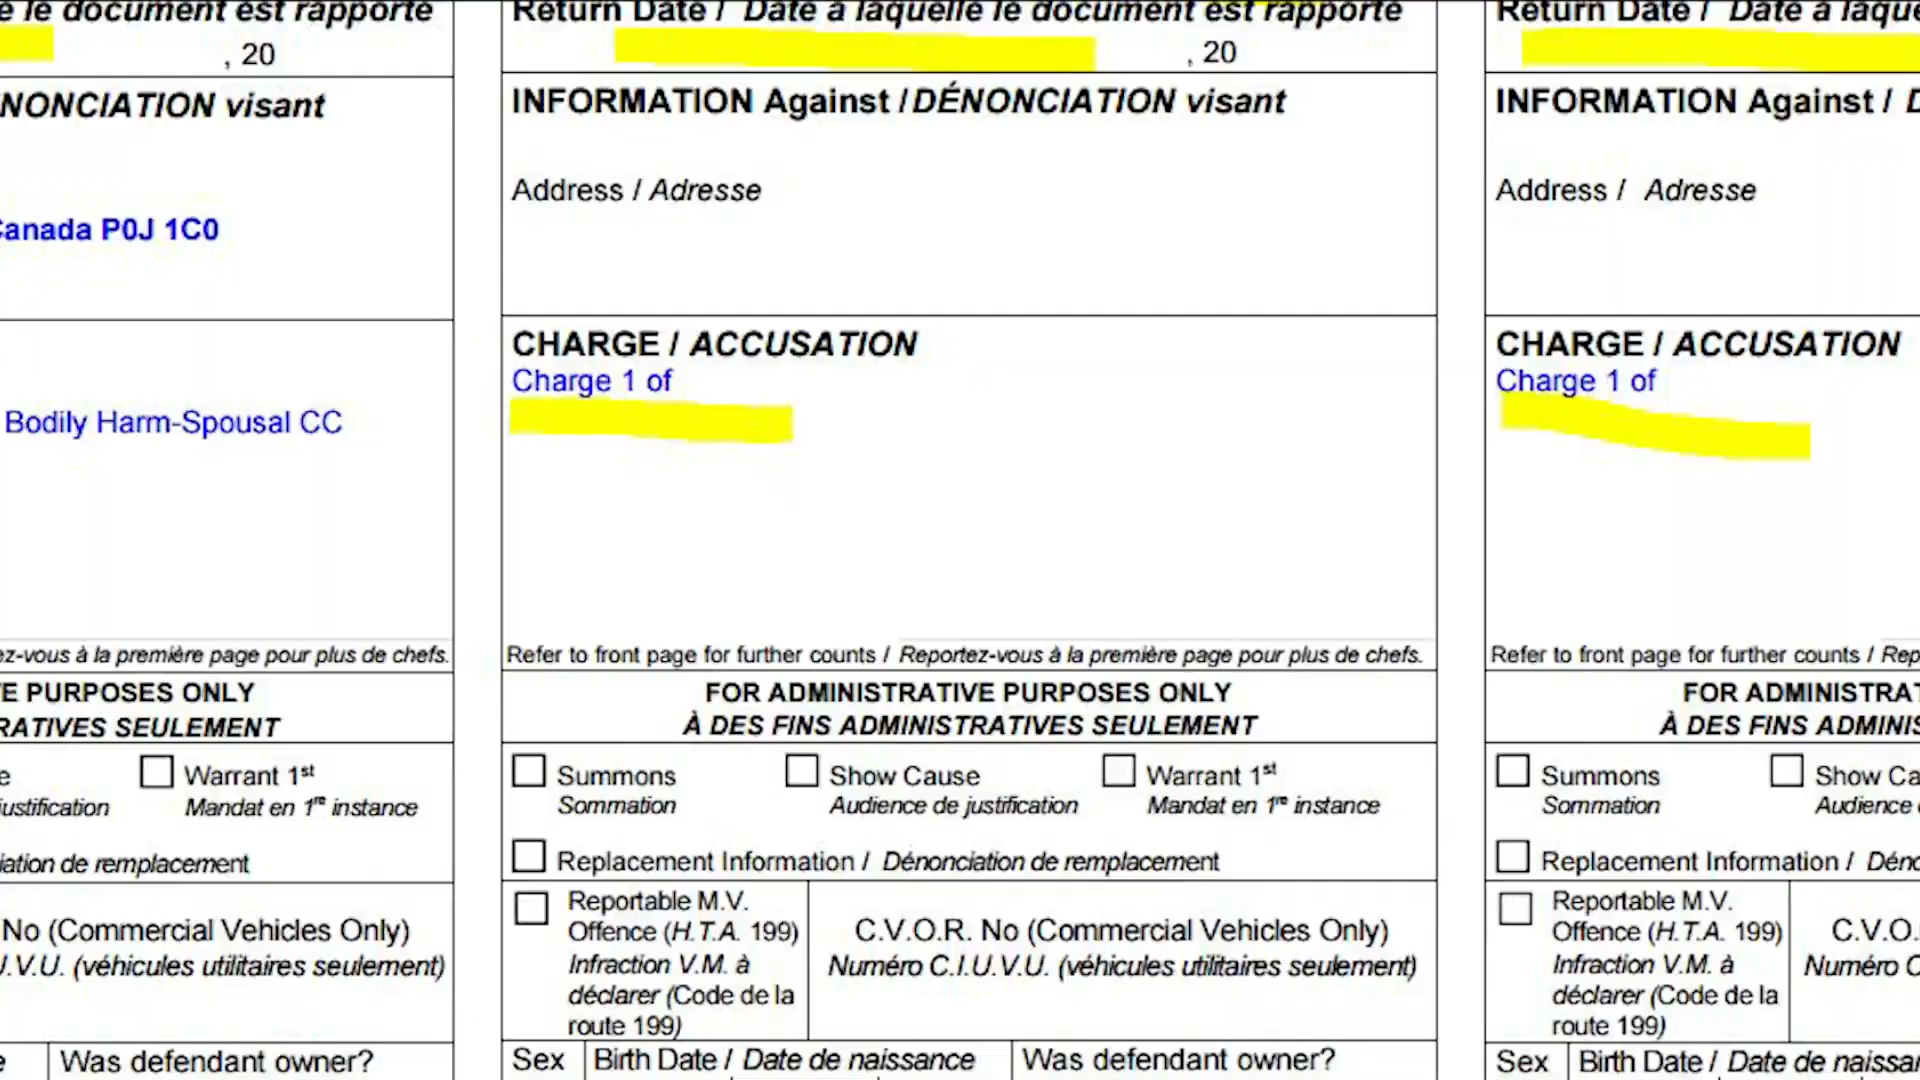 e le document est rapporté
, 20
NONCIATION visant
Canada P0J 1C0
Bodily Harm-Spousal CC
ez-vous à la première page pour plus de chefs.
E PURPOSES ONLY
RATIVES SEULEMENT
e
Warrant 1st
justification
Mandat en 1re instance
iation de remplacement
No (Commercial Vehicles Only)
.U.V.U. (véhicules utilitaires seulement)
e
Was defendant owner?
Return Date / Date à laquelle le document est rapporté
, 20
INFORMATION Against / DÉNONCIATION visant
Address / Adresse
CHARGE / ACCUSATION
Charge 1 of
Refer to front page for further counts / Reportez-vous à la première page pour plus de chefs.
FOR ADMINISTRATIVE PURPOSES ONLY
À DES FINS ADMINISTRATIVES SEULEMENT
Summons
Sommation
Show Cause
Audience de justification
Warrant 1st
Mandat en 1re instance
Replacement Information / Dénonciation de remplacement
Reportable M.V.
Offence (H.T.A. 199)
Infraction V.M. à
déclarer (Code de la
route 199)
C.V.O.R. No (Commercial Vehicles Only)
Numéro C.I.U.V.U. (véhicules utilitaires seulement)
Sex
Birth Date / Date de naissance
Was defendant owner?
Return Date / Date à laque
INFORMATION Against / D
Address / Adresse
CHARGE / ACCUSATION
Charge 1 of
Refer to front page for further counts / Rep
FOR ADMINISTRAT
À DES FINS ADMINIS
Summons
Sommation
Show Ca
Audience d
Replacement Information / Déno
Reportable M.V.
Offence (H.T.A. 199)
Infraction V.M. à
déclarer (Code de la
route 199)
C.V.O.
Numéro C
Sex
Birth Date / Date de naissa